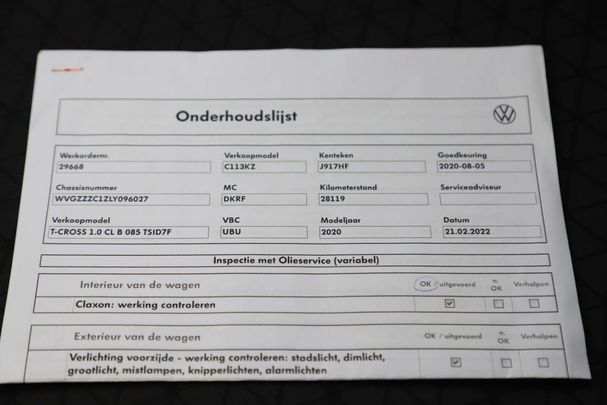 Onderhoudslijst
Werkordernr. Verkoopmodel Kenteken Goedkeuring
29668 C113KZ J917HF 2020-08-05
Chassisnummer MC Kilometerstand Serviceadviseur
WVGZZZC1ZLY096027 DKRF 28119
Verkoopmodel VBC Modeljaar Datum
T-CROSS 1.0 CL B 085 TSID7F UBU 2020 21.02.2022
Inspectie met Olieservice (variabel)
Interieur van de wagen OK / uitgevoerd n. OK Verholpen
Claxon: werking controleren
Exterieur van de wagen OK / uitgevoerd n. OK Verholpen
Verlichting voorzijde - werking controleren: stadslicht, dimlicht,
grootlicht, mistlampen, knipperlichten, alarmlichten